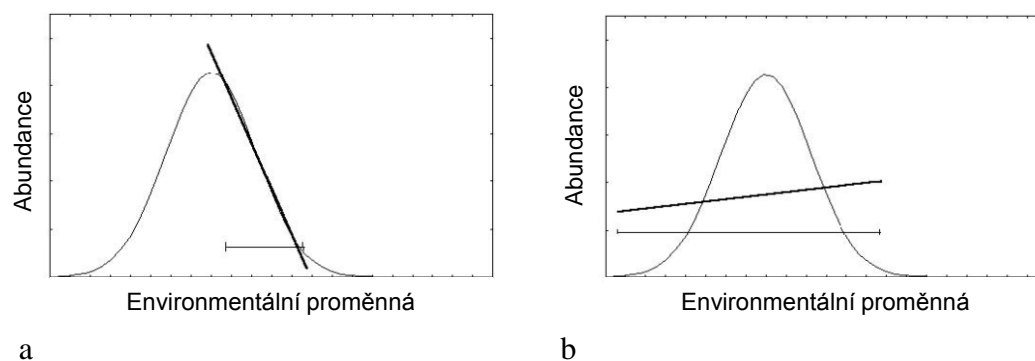 Abundance
Environmentální proměnná
a
Abundance
Environmentální proměnná
b